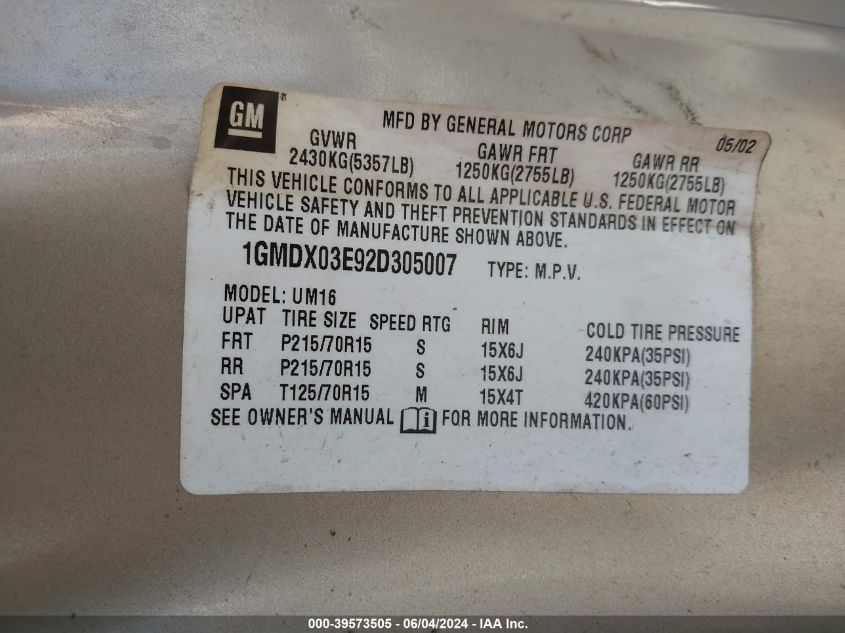 GM
MFD BY GENERAL MOTORS CORP 05/02
GVWR GAWR FRT GAWR RR
2430KG(5357LB) 1250KG(2755LB) 1250KG(2755LB)
THIS VEHICLE CONFORMS TO ALL APPLICABLE U.S. FEDERAL MOTOR
VEHICLE SAFETY AND THEFT PREVENTION STANDARDS IN EFFECT ON
THE DATE OF MANUFACTURE SHOWN ABOVE.
1GMDX03E92D305007 TYPE: M.P.V.
MODEL: UM16
UPAT TIRE SIZE SPEED RTG RIM COLD TIRE PRESSURE
FRT P215/70R15 S 15X6J 240KPA(35PSI)
RR P215/70R15 S 15X6J 240KPA(35PSI)
SPA T125/70R15 M 15X4T 420KPA(60PSI)
SEE OWNER'S MANUAL i FOR MORE INFORMATION.
000-39573505 - 06/04/2024 - IAA Inc.